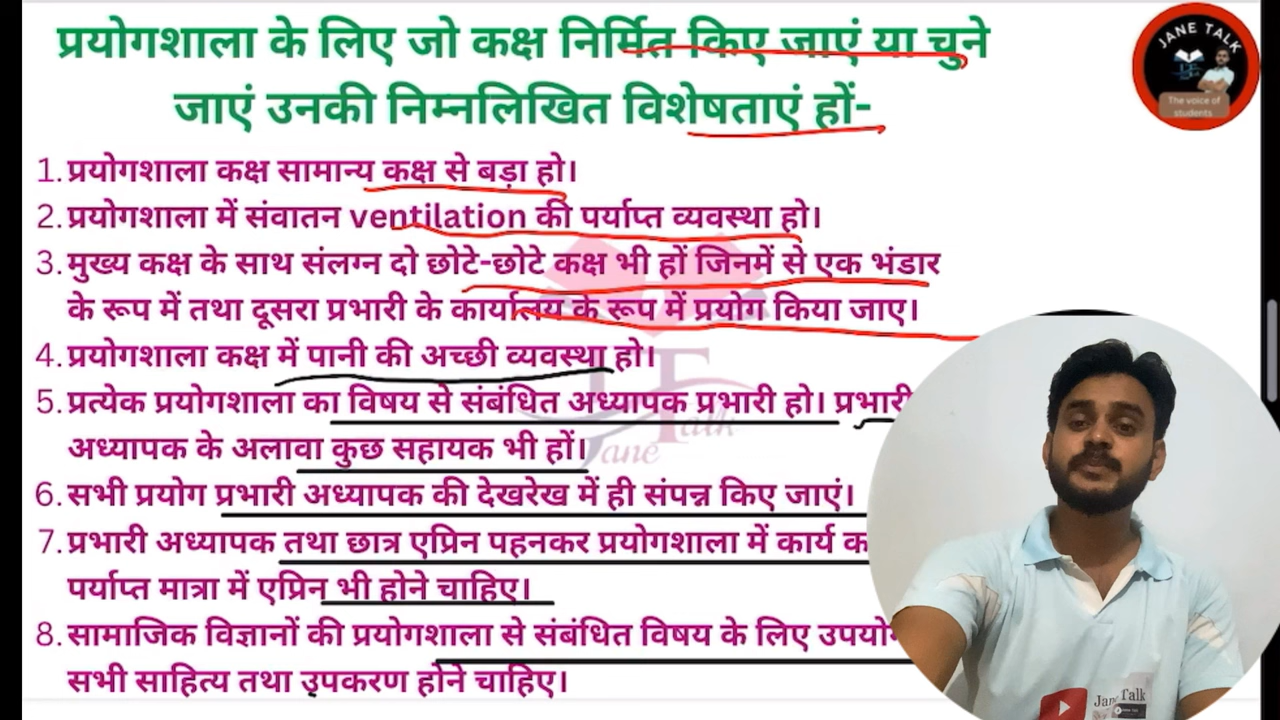 प्रयोगशाला के लिए जो कक्ष निर्मित किए जाएं या चुने
जाएं उनकी निम्नलिखित विशेषताएं हों-
JANE TALK
The voice of
students
1. प्रयोगशाला कक्ष सामान्य कक्ष से बड़ा हो।
2. प्रयोगशाला में संवातन ventilation की पर्याप्त व्यवस्था हो।
3. मुख्य कक्ष के साथ संलग्न दो छोटे-छोटे कक्ष भी हों जिनमें से एक भंडार
के रूप में तथा दूसरा प्रभारी के कार्यालय के रूप में प्रयोग किया जाए।
4. प्रयोगशाला कक्ष में पानी की अच्छी व्यवस्था हो।
5. प्रत्येक प्रयोगशाला का विषय से संबंधित अध्यापक प्रभारी हो। प्रभारी
अध्यापक के अलावा कुछ सहायक भी हों।
6. सभी प्रयोग प्रभारी अध्यापक की देखरेख में ही संपन्न किए जाएं।
7. प्रभारी अध्यापक तथा छात्र एप्रिन पहनकर प्रयोगशाला में कार्य
पर्याप्त मात्रा में एप्रिन भी होने चाहिए।
8. सामाजिक विज्ञानों की प्रयोगशाला से संबंधित विषय के लिए
सभी साहित्य तथा उपकरण होने चाहिए।
Jane Talk
Jane Talk